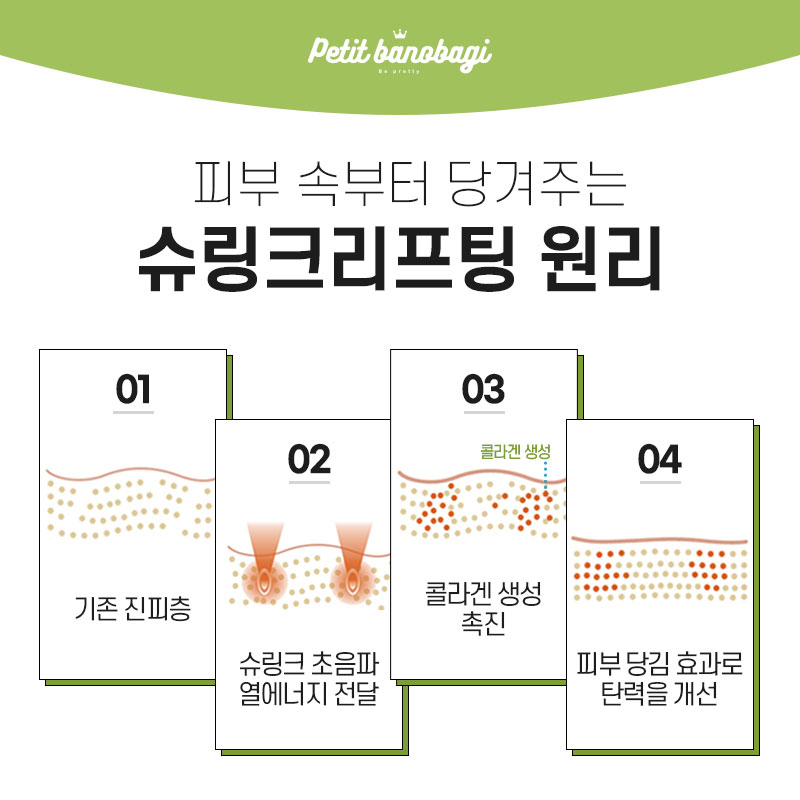 Petit banobagi
Be pretty
피부 속부터 당겨주는
슈링크리프팅 원리
01
기존 진피층
02
슈링크 초음파
열에너지 전달
03
콜라겐 생성
콜라겐 생성
촉진
04
피부 당김 효과로
탄력을 개선